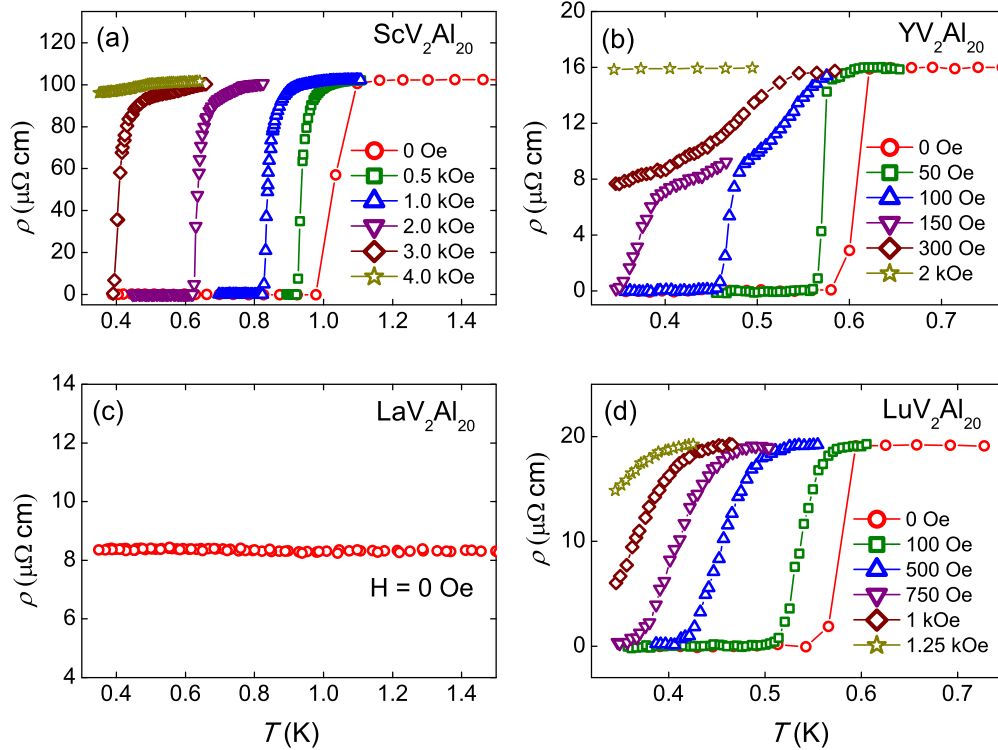 (a) ScV2Al20
ρ (μΩ cm)
120
100
80
60
40
20
0
0 Oe
0.5 kOe
1.0 kOe
2.0 kOe
3.0 kOe
4.0 kOe
0.4 0.6 0.8 1.0 1.2 1.4
(b) YV2Al20
ρ (μΩ cm)
20
16
12
8
4
0
0 Oe
50 Oe
100 Oe
150 Oe
300 Oe
2 kOe
0.4 0.5 0.6 0.7
(c) LaV2Al20
ρ (μΩ cm)
14
12
10
8
6
4
H = 0 Oe
0.4 0.6 0.8 1.0 1.2 1.4
T (K)
(d) LuV2Al20
ρ (μΩ cm)
20
10
0
0 Oe
100 Oe
500 Oe
750 Oe
1 kOe
1.25 kOe
0.4 0.5 0.6 0.7
T (K)